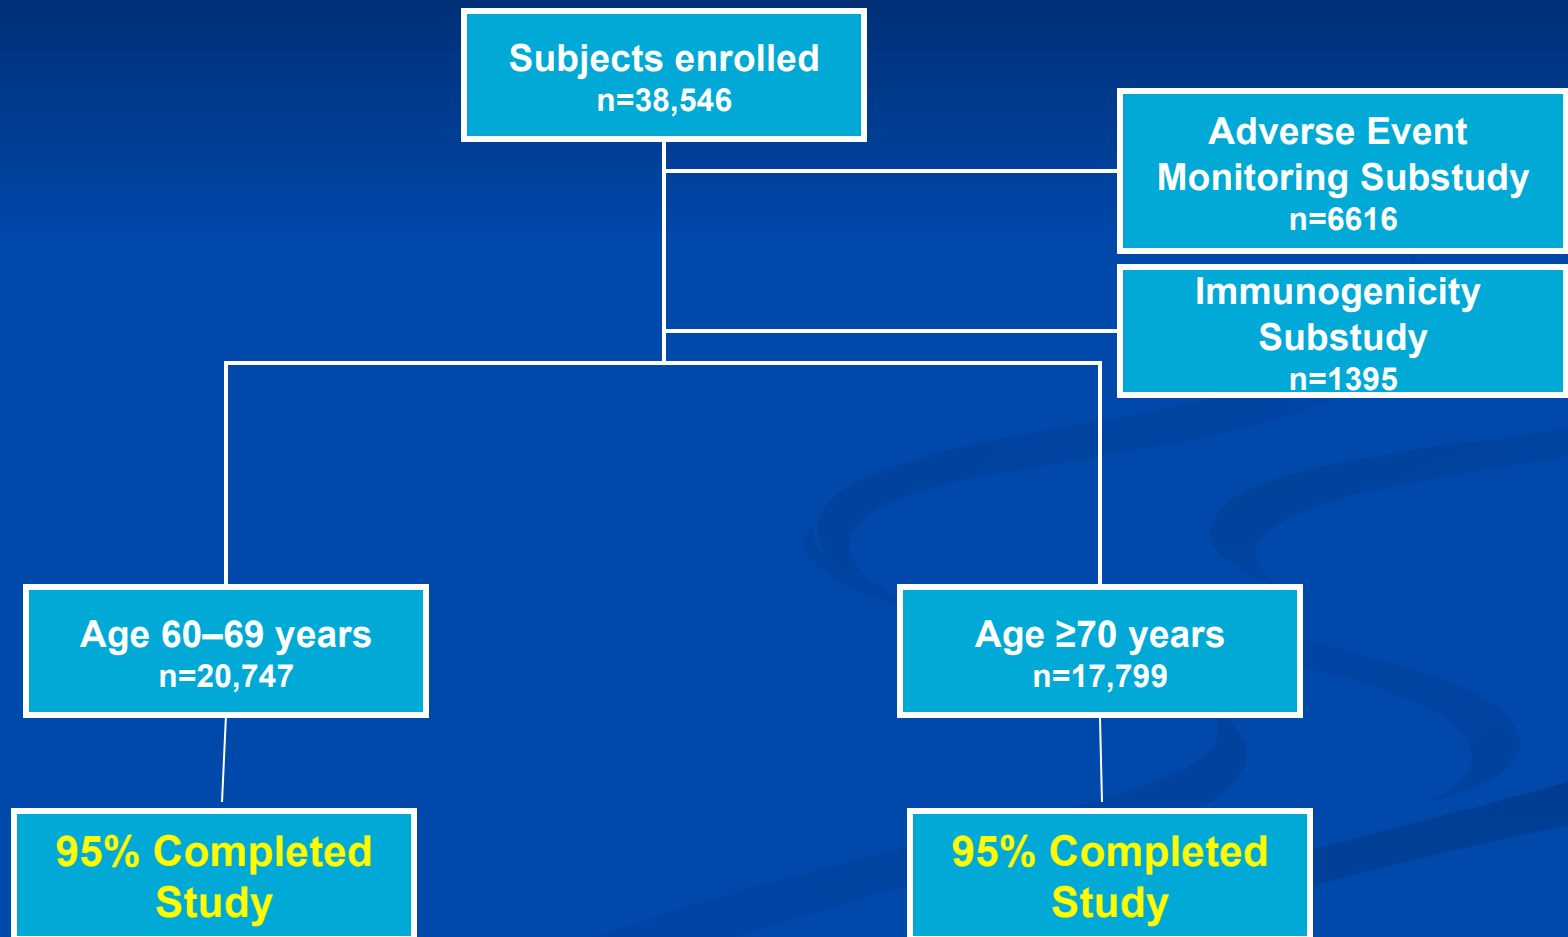 Subjects enrolled
n=38,546
Adverse Event
Monitoring Substudy
n=6616
Immunogenicity
Substudy
n=1395
Age 60–69 years
n=20,747
Age ≥70 years
n=17,799
95% Completed
Study
95% Completed
Study